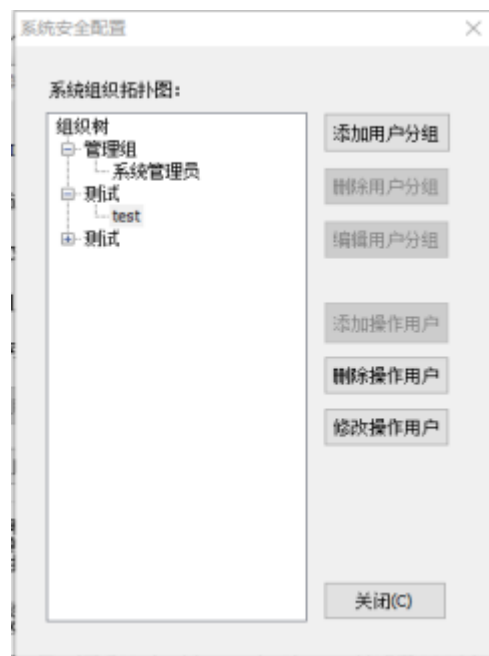 系统安全配置
系统组织拓扑图：
组织树
管理组
系统管理员
测试
test
测试
添加用户分组
删除用户分组
编辑用户分组
添加操作用户
删除操作用户
修改操作用户
关闭(C)